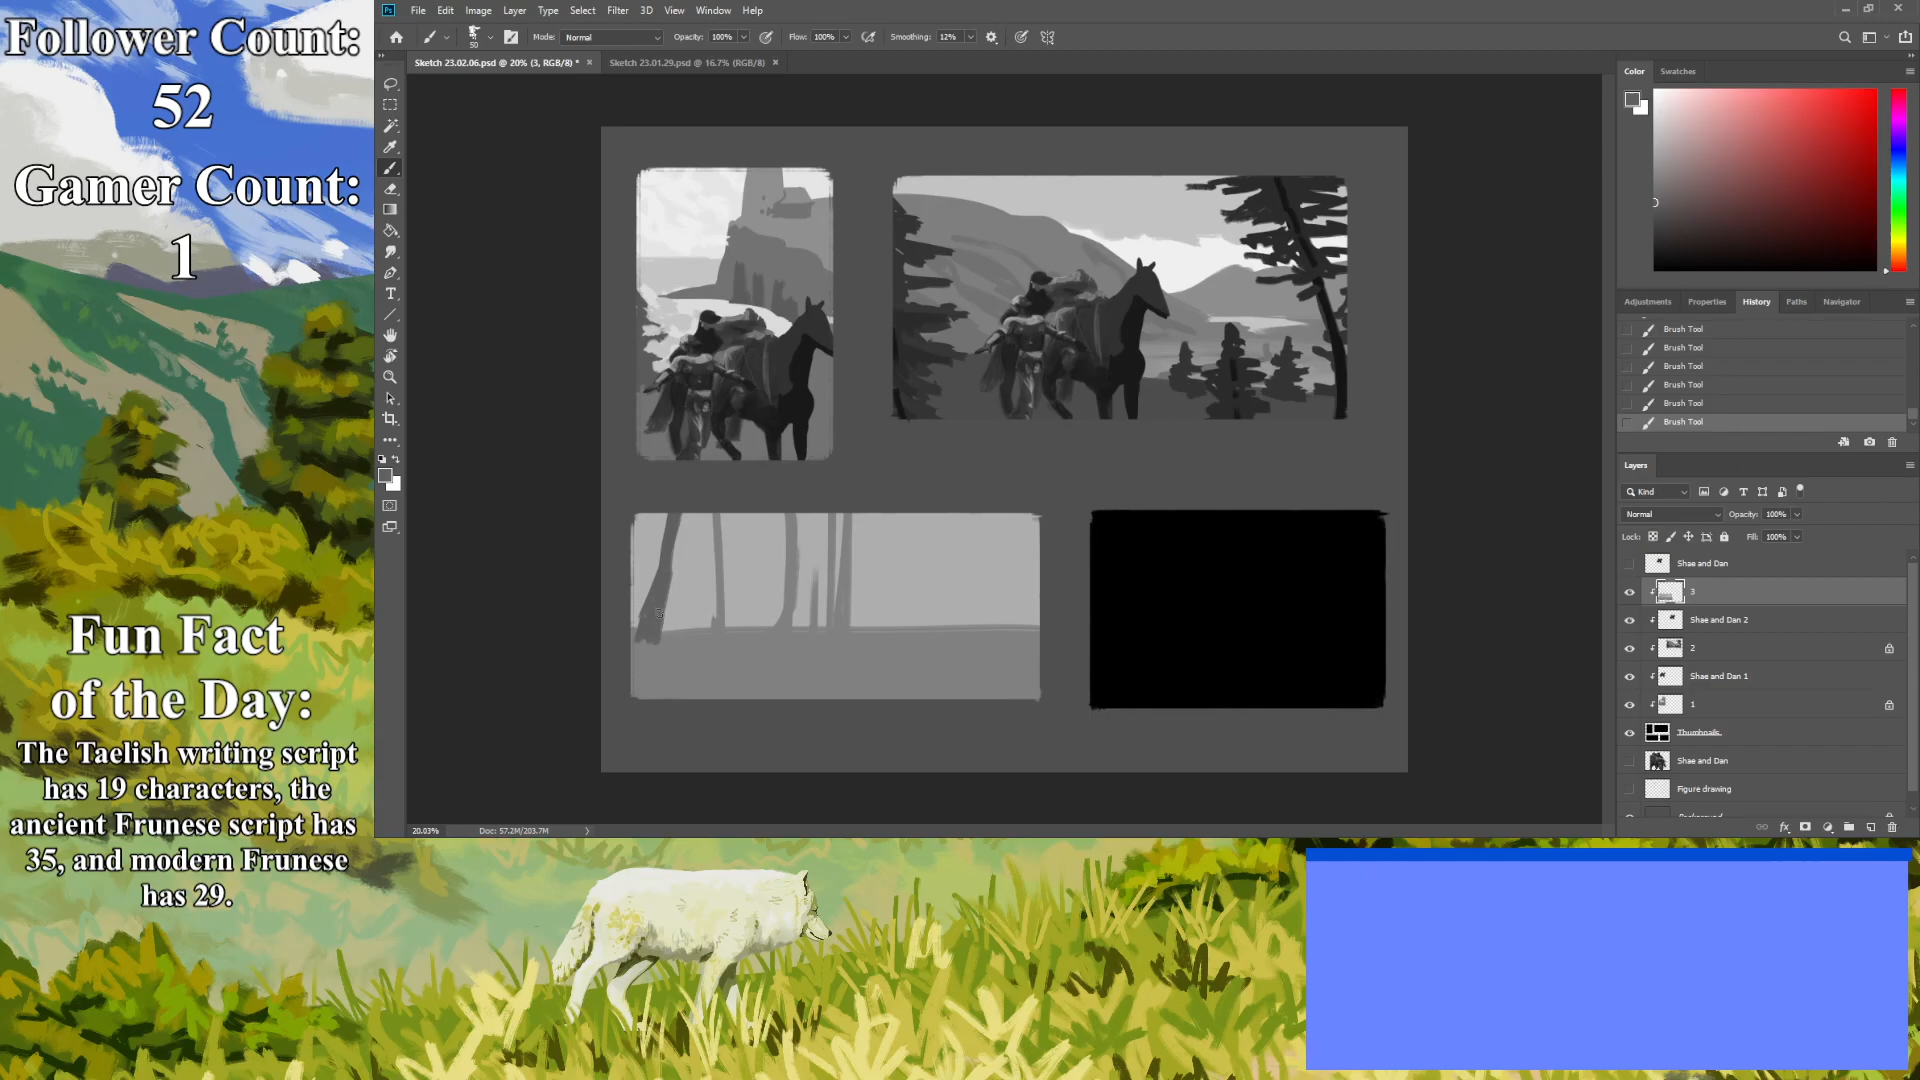 Follower Count:
52
Gamer Count:
1
Fun Fact
of the Day:
The Taelish writing script
has 19 characters, the
ancient Frunese script has
35, and modern Frunese
has 29.
Ps File Edit Image Layer Type Select Filter 3D View Window Help
50 Mode: Normal Opacity: 100% Flow: 100% Smoothing: 12%
Sketch 23.02.06.psd @ 20% (3, RGB/8) * × Sketch 23.01.29.psd @ 16.7% (RGB/8) ×
20.03% Doc: 57.2M/203.7M
Color Swatches
Adjustments Properties History Paths Navigator
Brush Tool
Brush Tool
Brush Tool
Brush Tool
Brush Tool
Brush Tool
Layers
Kind
Normal Opacity: 100%
Lock: Fill: 100%
Shae and Dan
3
Shae and Dan 2
2
Shae and Dan 1
1
Thumbnails
Shae and Dan
Figure drawing
Background
fx